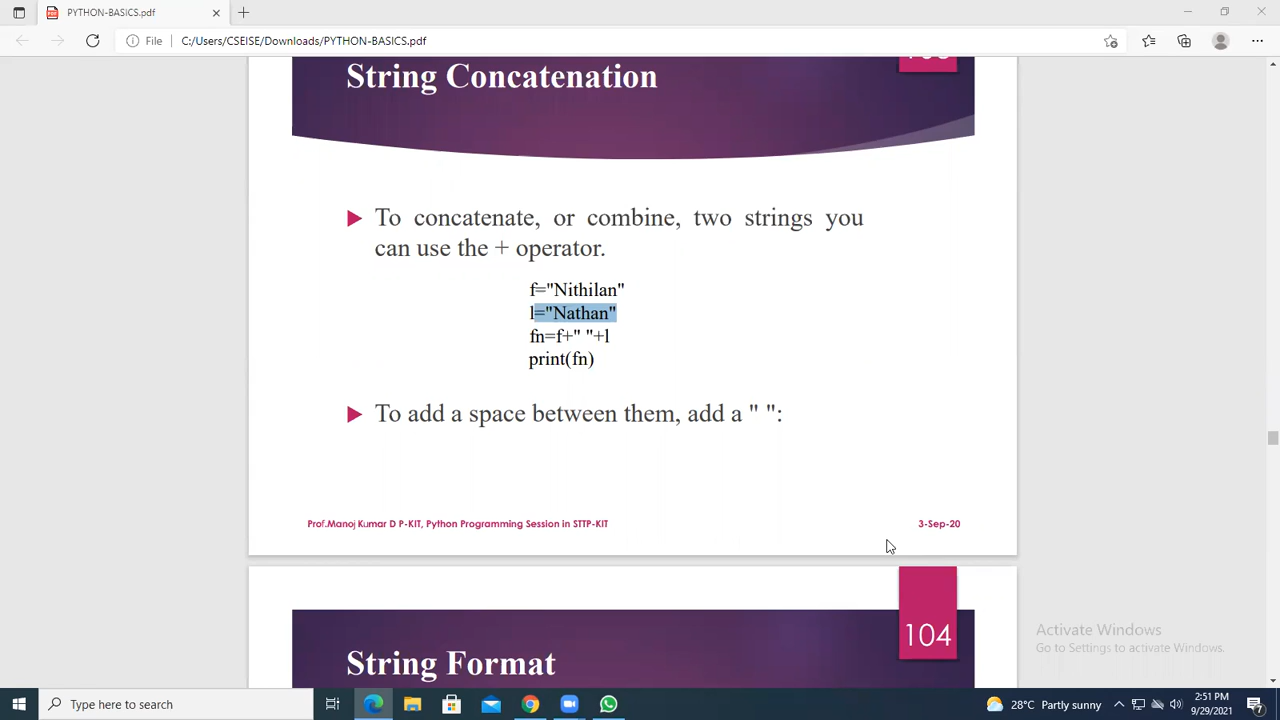 PYTHON-BASICS.pdf
File C:/Users/CSEISE/Downloads/PYTHON-BASICS.pdf
String Concatenation
To concatenate, or combine, two strings you
can use the + operator.
f="Nithilan"
l="Nathan"
fn=f+" "+l
print(fn)
To add a space between them, add a " ":
Prof.Manoj Kumar D P-KIT, Python Programming Session in STTP-KIT
3-Sep-20
104
String Format
Activate Windows
Go to Settings to activate Windows.
Type here to search
28°C Partly sunny
2:51 PM
9/29/2021